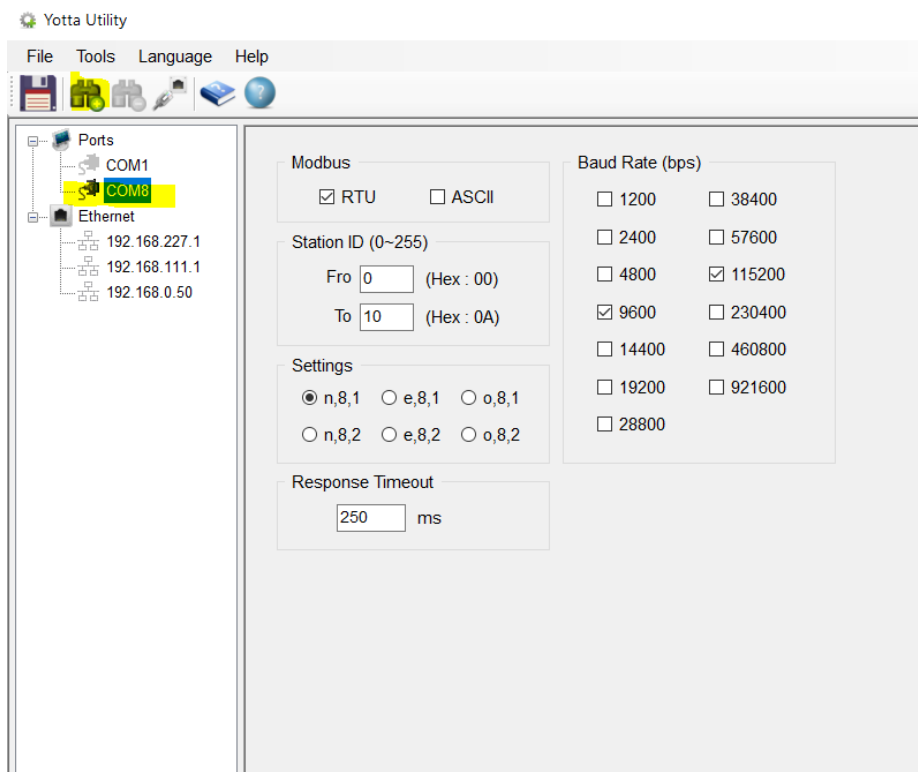 Yotta Utility
File Tools Language Help
Ports
COM1
COM8
Ethernet
192.168.227.1
192.168.111.1
192.168.0.50
Modbus
RTU ASCII
Station ID (0~255)
Fro 0 (Hex : 00)
To 10 (Hex : 0A)
Settings
n,8,1 e,8,1 o,8,1
n,8,2 e,8,2 o,8,2
Response Timeout
250 ms
Baud Rate (bps)
1200 38400
2400 57600
4800 115200
9600 230400
14400 460800
19200 921600
28800